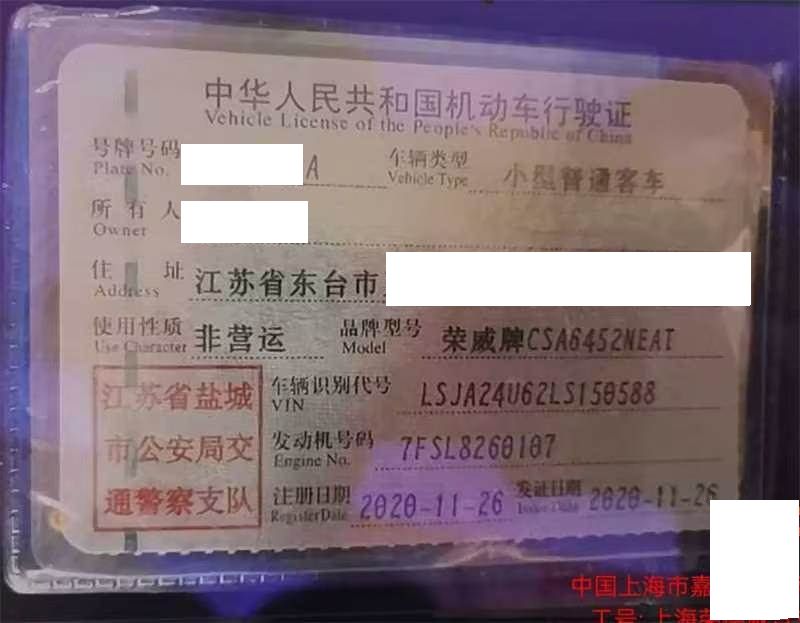 中华人民共和国机动车行驶证
Vehicle License of the People's Republic of China
号牌号码 A 车辆类型 小型普通客车
Plate No. Vehicle Type
所有人
Owner
住址 江苏省东台市
Address
使用性质 非营运 品牌型号 荣威牌CSA6452NEAT
Use Character Model
江苏省盐城 车辆识别代号 LSJA24U62LS150588
VIN
市公安局交 发动机号码 7FSL8260107
Engine No.
通警察支队 注册日期 2020-11-26 发证日期 2020-11-26
Register Date Issue Date
中国上海市嘉
工号: 上海